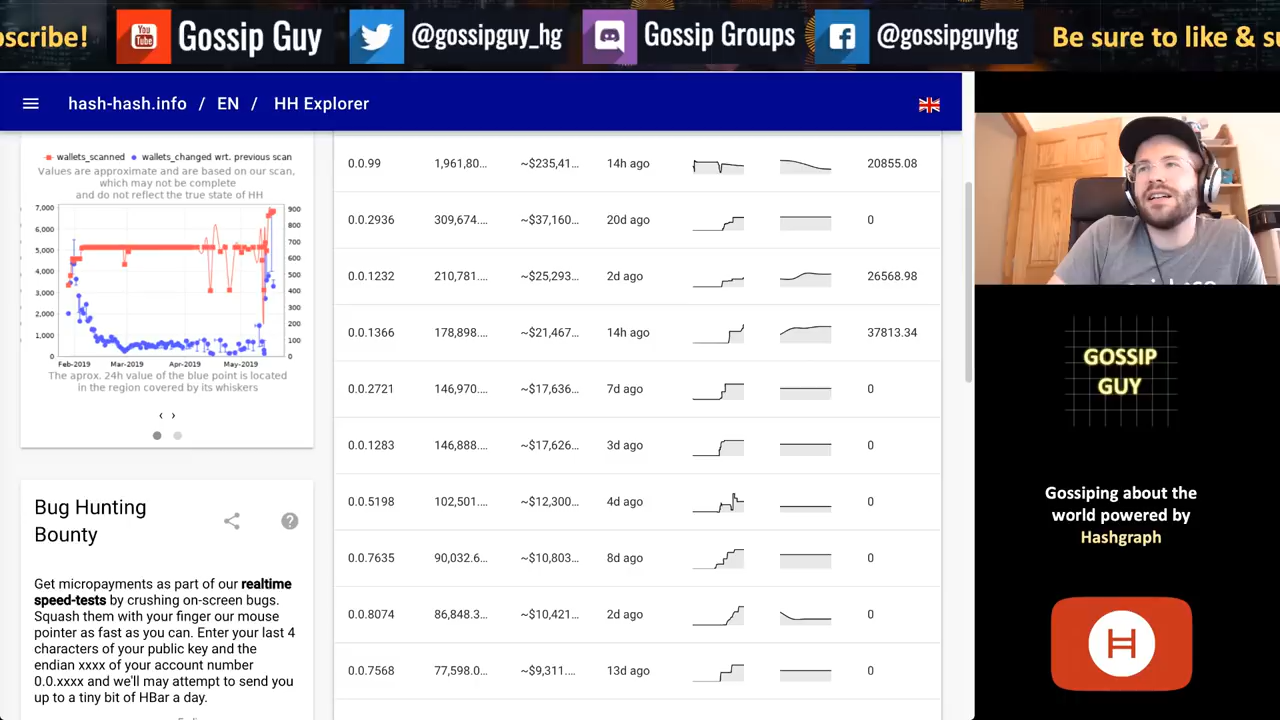 oscribe!
You
Tube
Gossip Guy
@gossipguy_hg
Gossip Groups
@gossipguyhg
Be sure to like & su
hash-hash.info / EN / HH Explorer
wallets_scanned wallets_changed wrt. previous scan
Values are approximate and are based on our scan,
which may not be complete
and do not reflect the true state of HH
7,000
6,000
5,000
4,000
3,000
2,000
1,000
0
900
800
700
600
500
400
300
200
100
0
Feb-2019 Mar-2019 Apr-2019 May-2019
The aprox. 24h value of the blue point is located
in the region covered by its whiskers
‹ ›
Bug Hunting
Bounty
Get micropayments as part of our realtime
speed-tests by crushing on-screen bugs.
Squash them with your finger our mouse
pointer as fast as you can. Enter your last 4
characters of your public key and the
endian xxxx of your account number
0.0.xxxx and we'll may attempt to send you
up to a tiny bit of HBar a day.
0.0.99 1,961,80... ~$235,41... 14h ago 20855.08
0.0.2936 309,674.... ~$37,160... 20d ago 0
0.0.1232 210,781.... ~$25,293... 2d ago 26568.98
0.0.1366 178,898.... ~$21,467... 14h ago 37813.34
0.0.2721 146,970.... ~$17,636... 7d ago 0
0.0.1283 146,888.... ~$17,626... 3d ago 0
0.0.5198 102,501.... ~$12,300... 4d ago 0
0.0.7635 90,032.6... ~$10,803... 8d ago 0
0.0.8074 86,848.3... ~$10,421... 2d ago 0
0.0.7568 77,598.0... ~$9,311.... 13d ago 0
GOSSIP
GUY
Gossiping about the
world powered by
Hashgraph